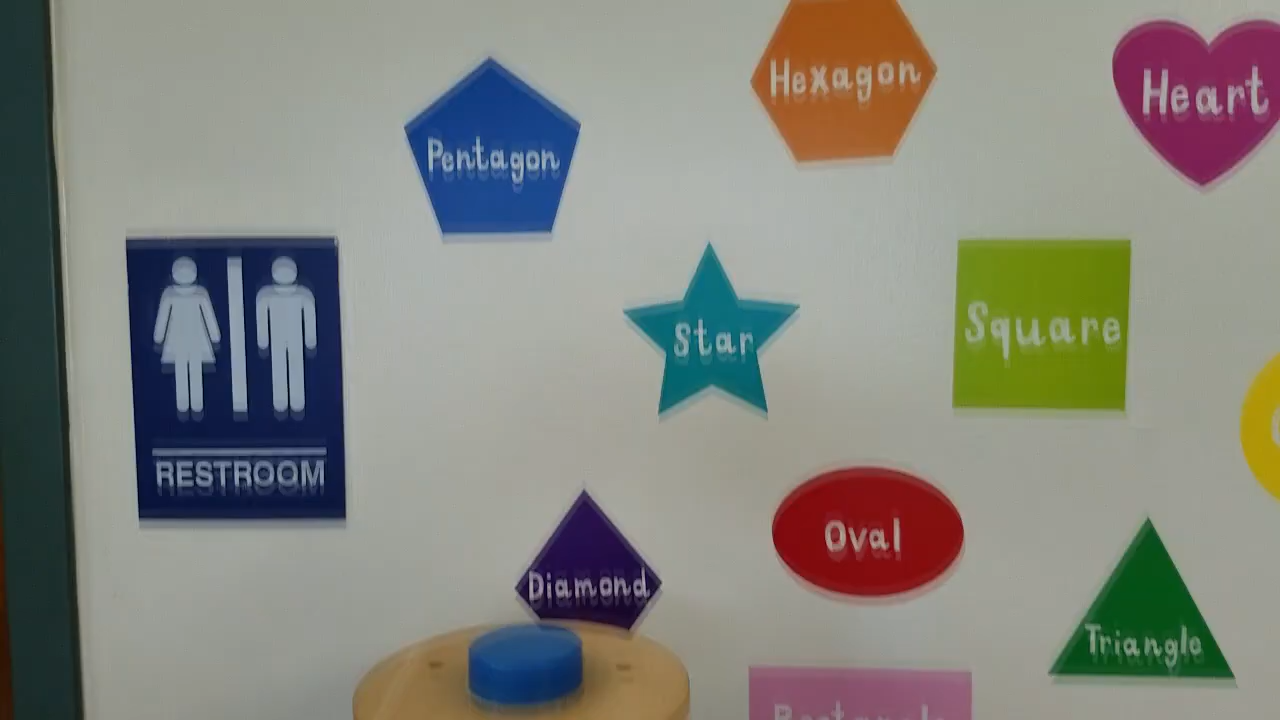 Hexagon
Heart
Pentagon
Star
Square
RESTROOM
Oval
Diamond
Triangle